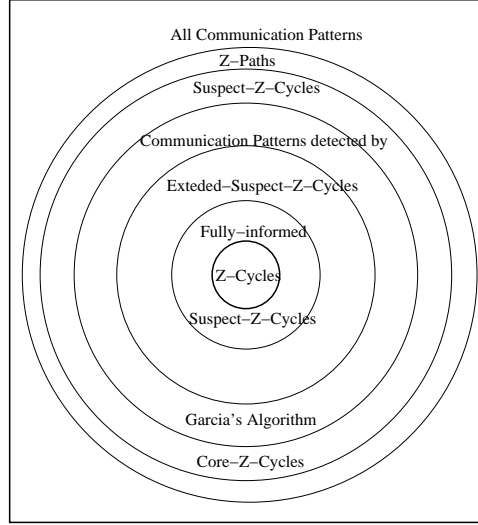 All Communication Patterns
Z−Paths
Suspect−Z−Cycles
Communication Patterns detected by
Exteded−Suspect−Z−Cycles
Fully−informed
Z−Cycles
Suspect−Z−Cycles
Garcia's Algorithm
Core−Z−Cycles